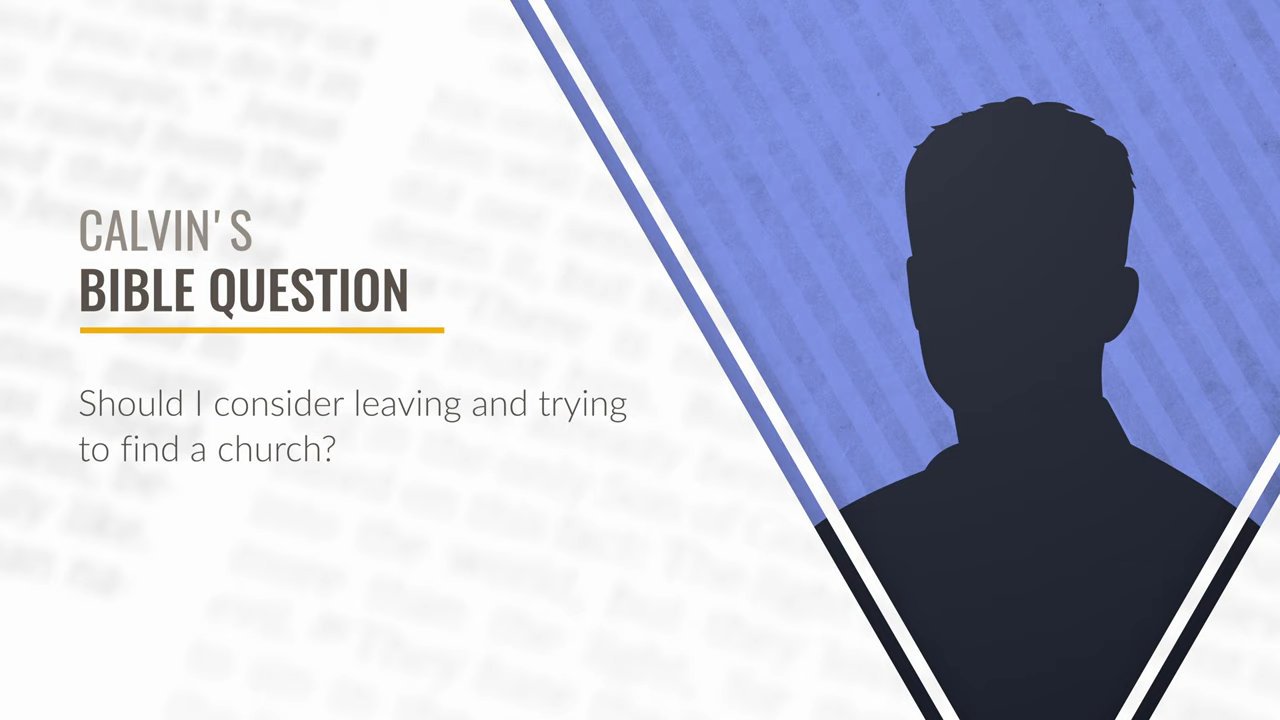 CALVIN'S
BIBLE QUESTION
Should I consider leaving and trying
to find a church?